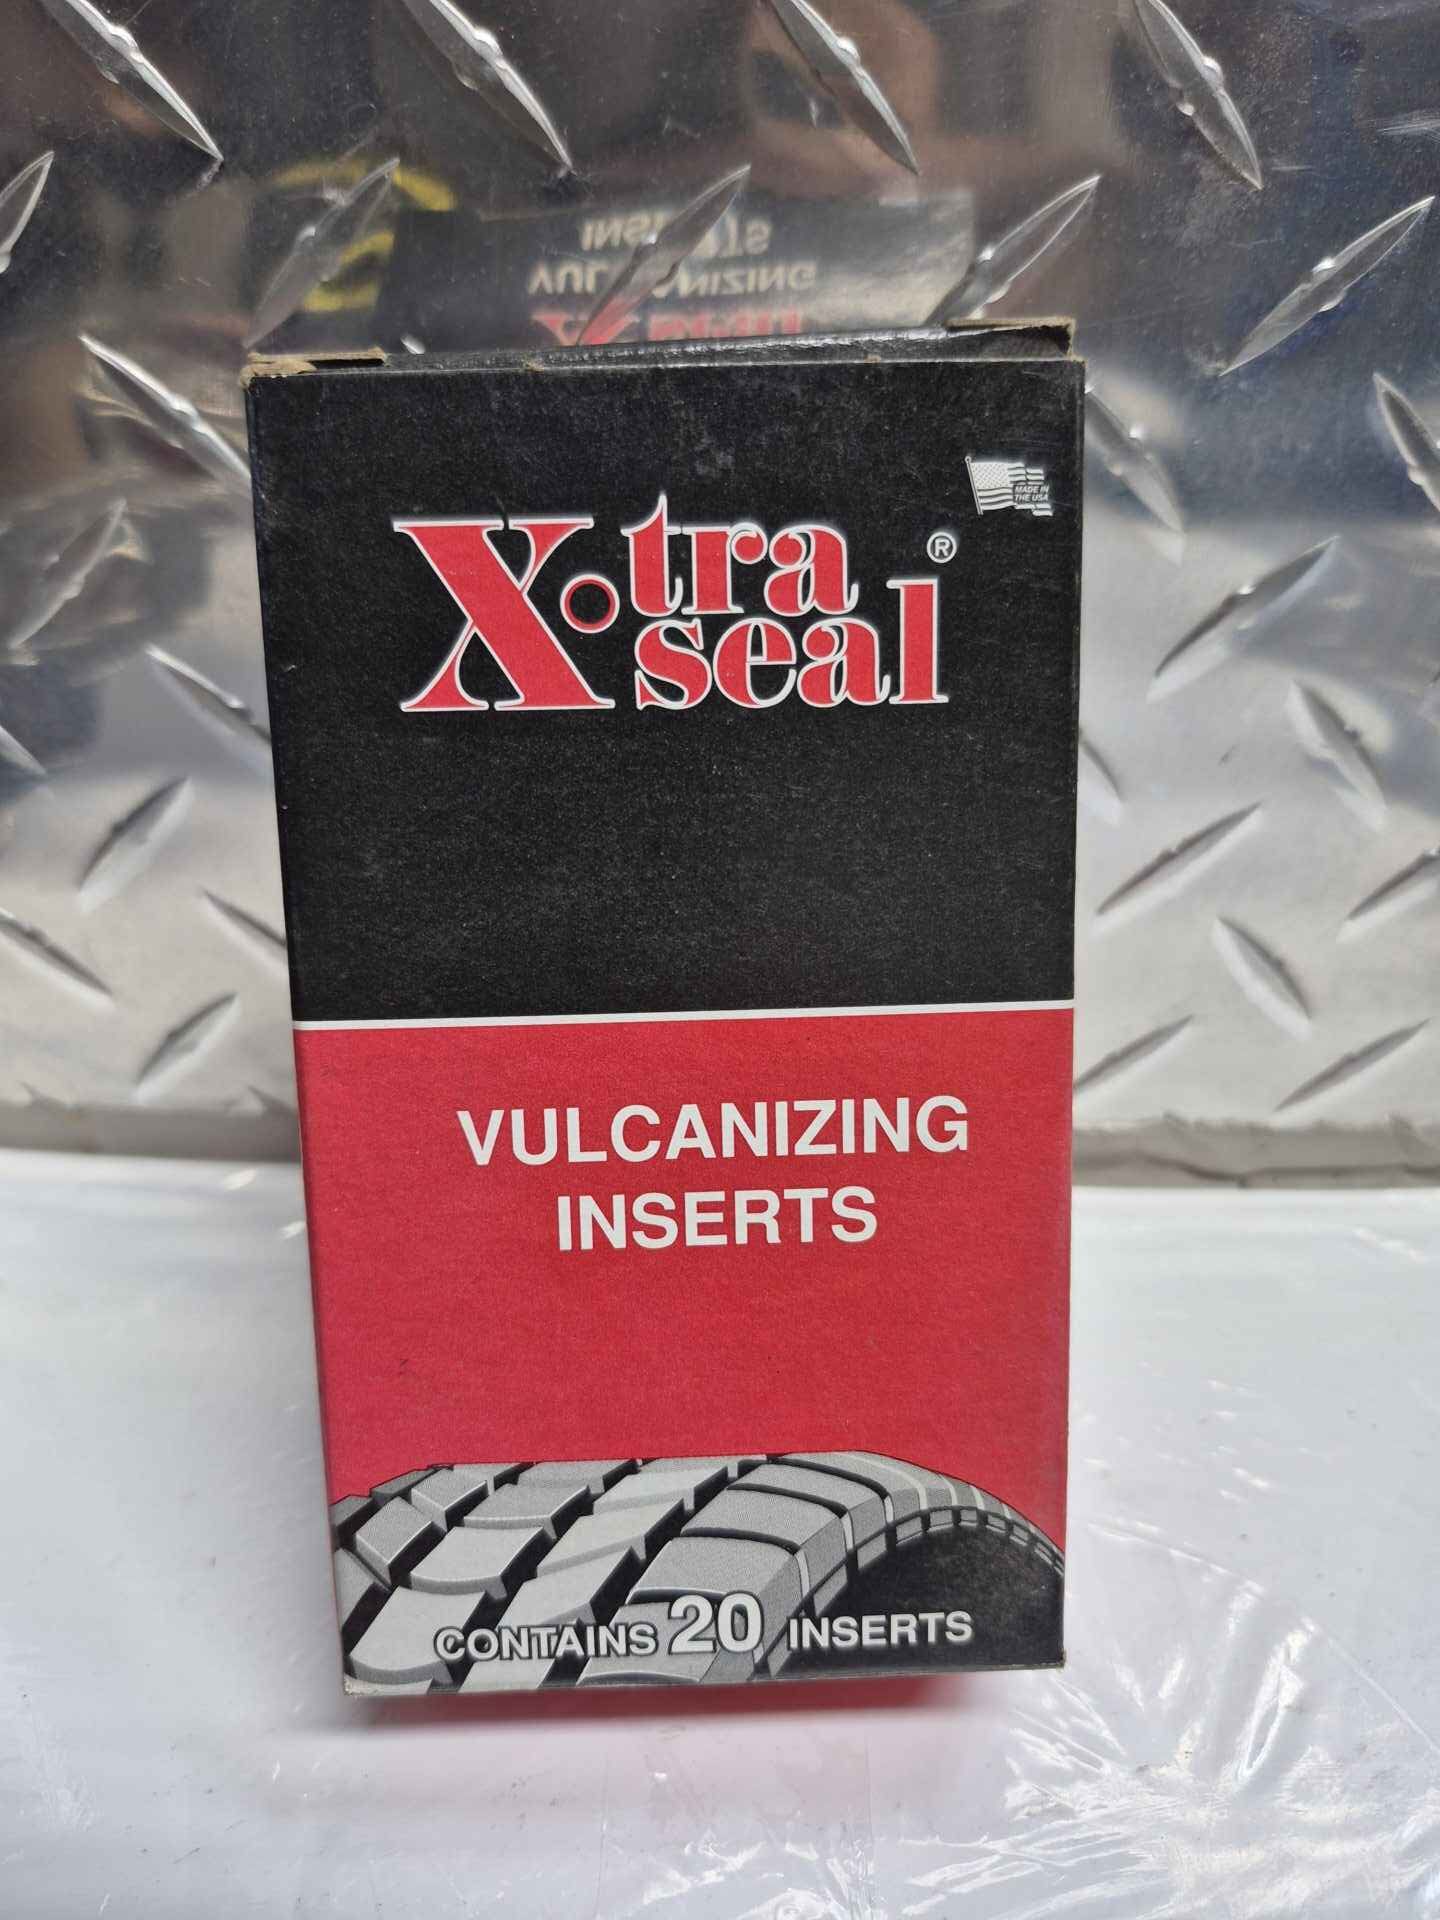 MADE IN
THE USA
X•tra
seal®
VULCANIZING
INSERTS
CONTAINS 20 INSERTS